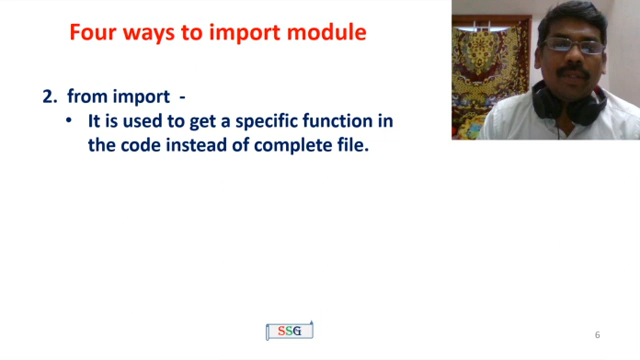 Four ways to import module
2. from import -
• It is used to get a specific function in
the code instead of complete file.
SSG
6